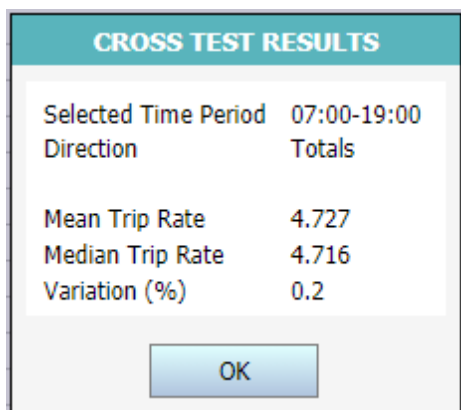 CROSS TEST RESULTS
Selected Time Period 07:00-19:00
Direction Totals
Mean Trip Rate 4.727
Median Trip Rate 4.716
Variation (%) 0.2
OK